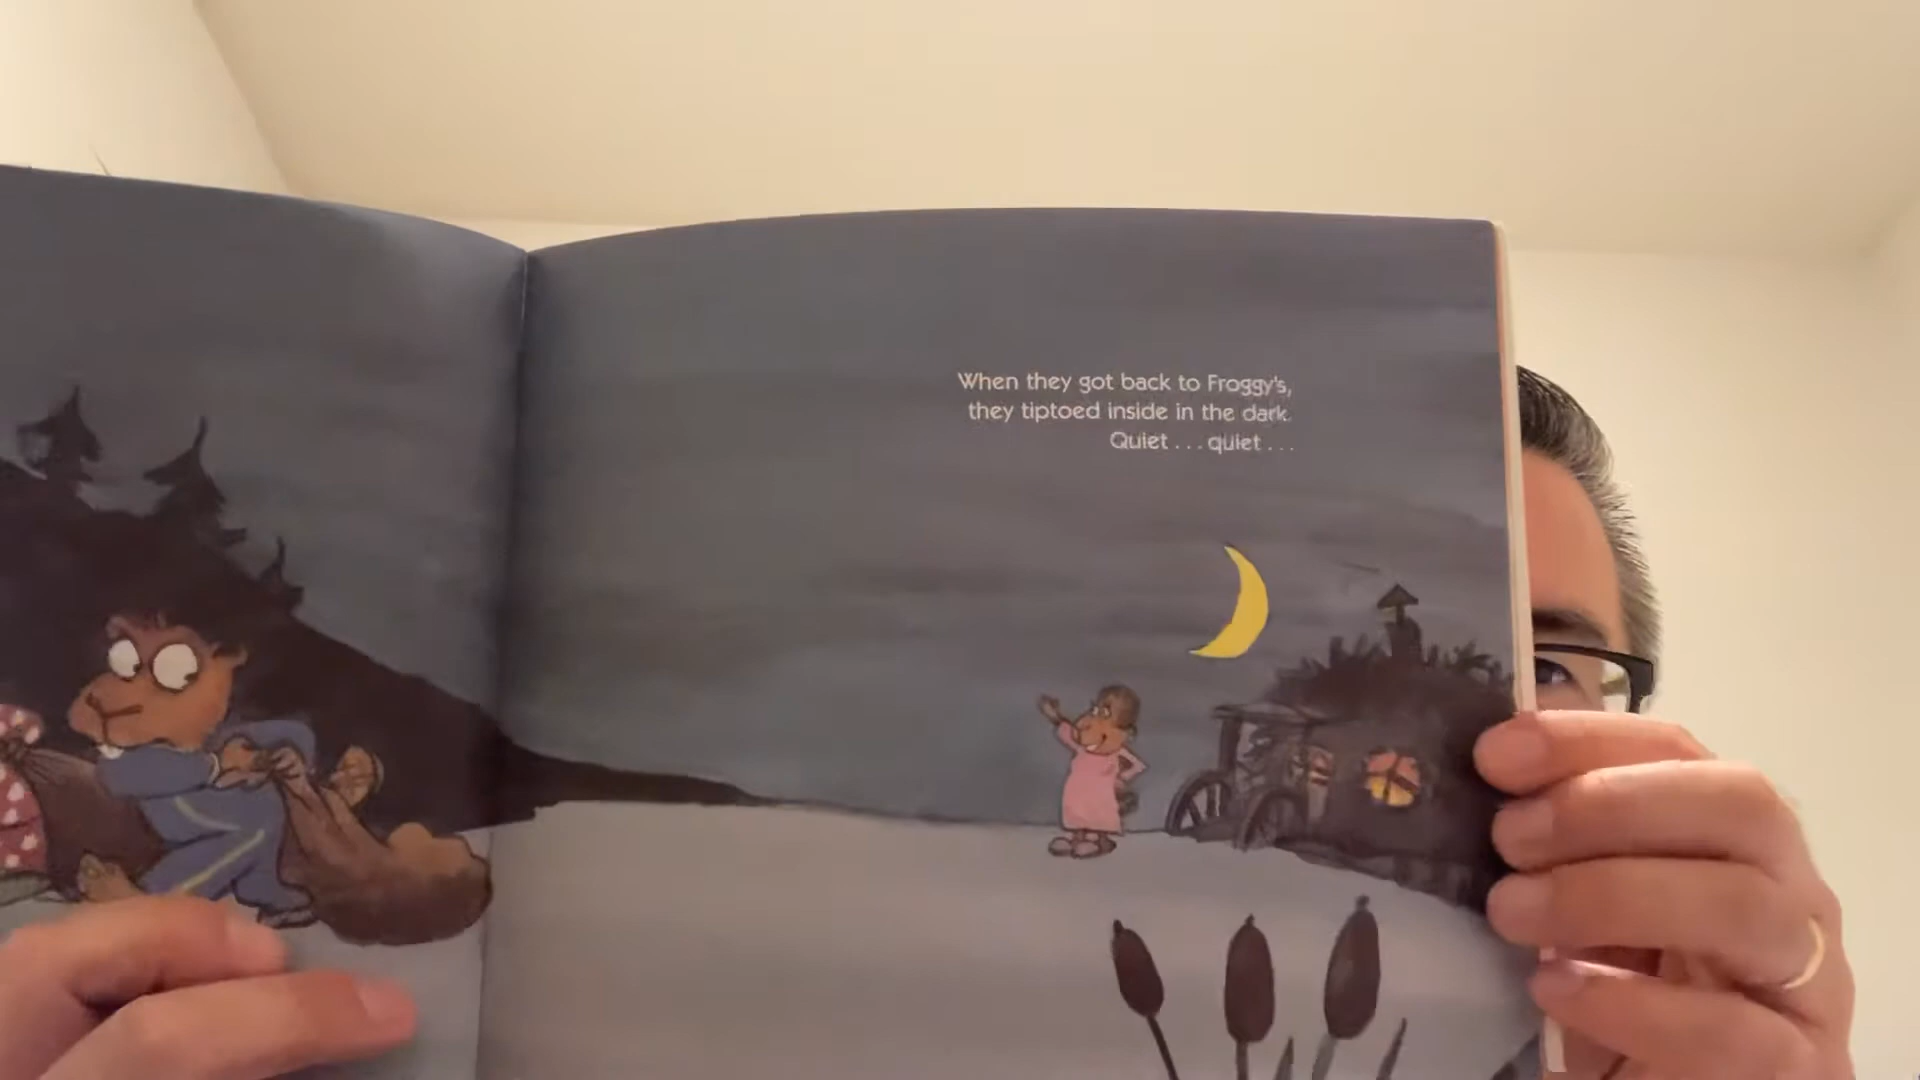 When they got back to Froggy's,
they tiptoed inside in the dark.
Quiet . . . quiet . . .